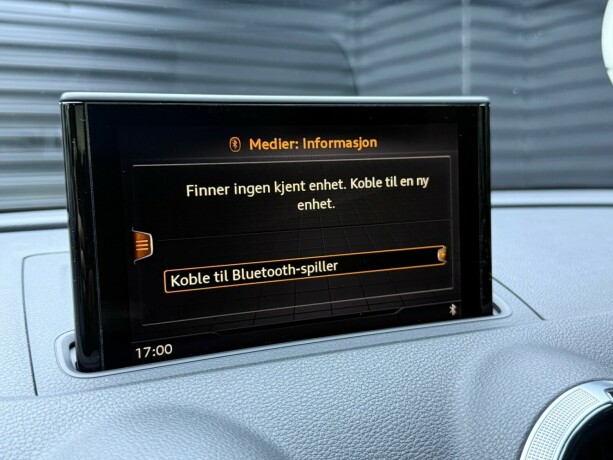 Medier: Informasjon
Finner ingen kjent enhet. Koble til en ny
enhet.
Koble til Bluetooth-spiller
17:00